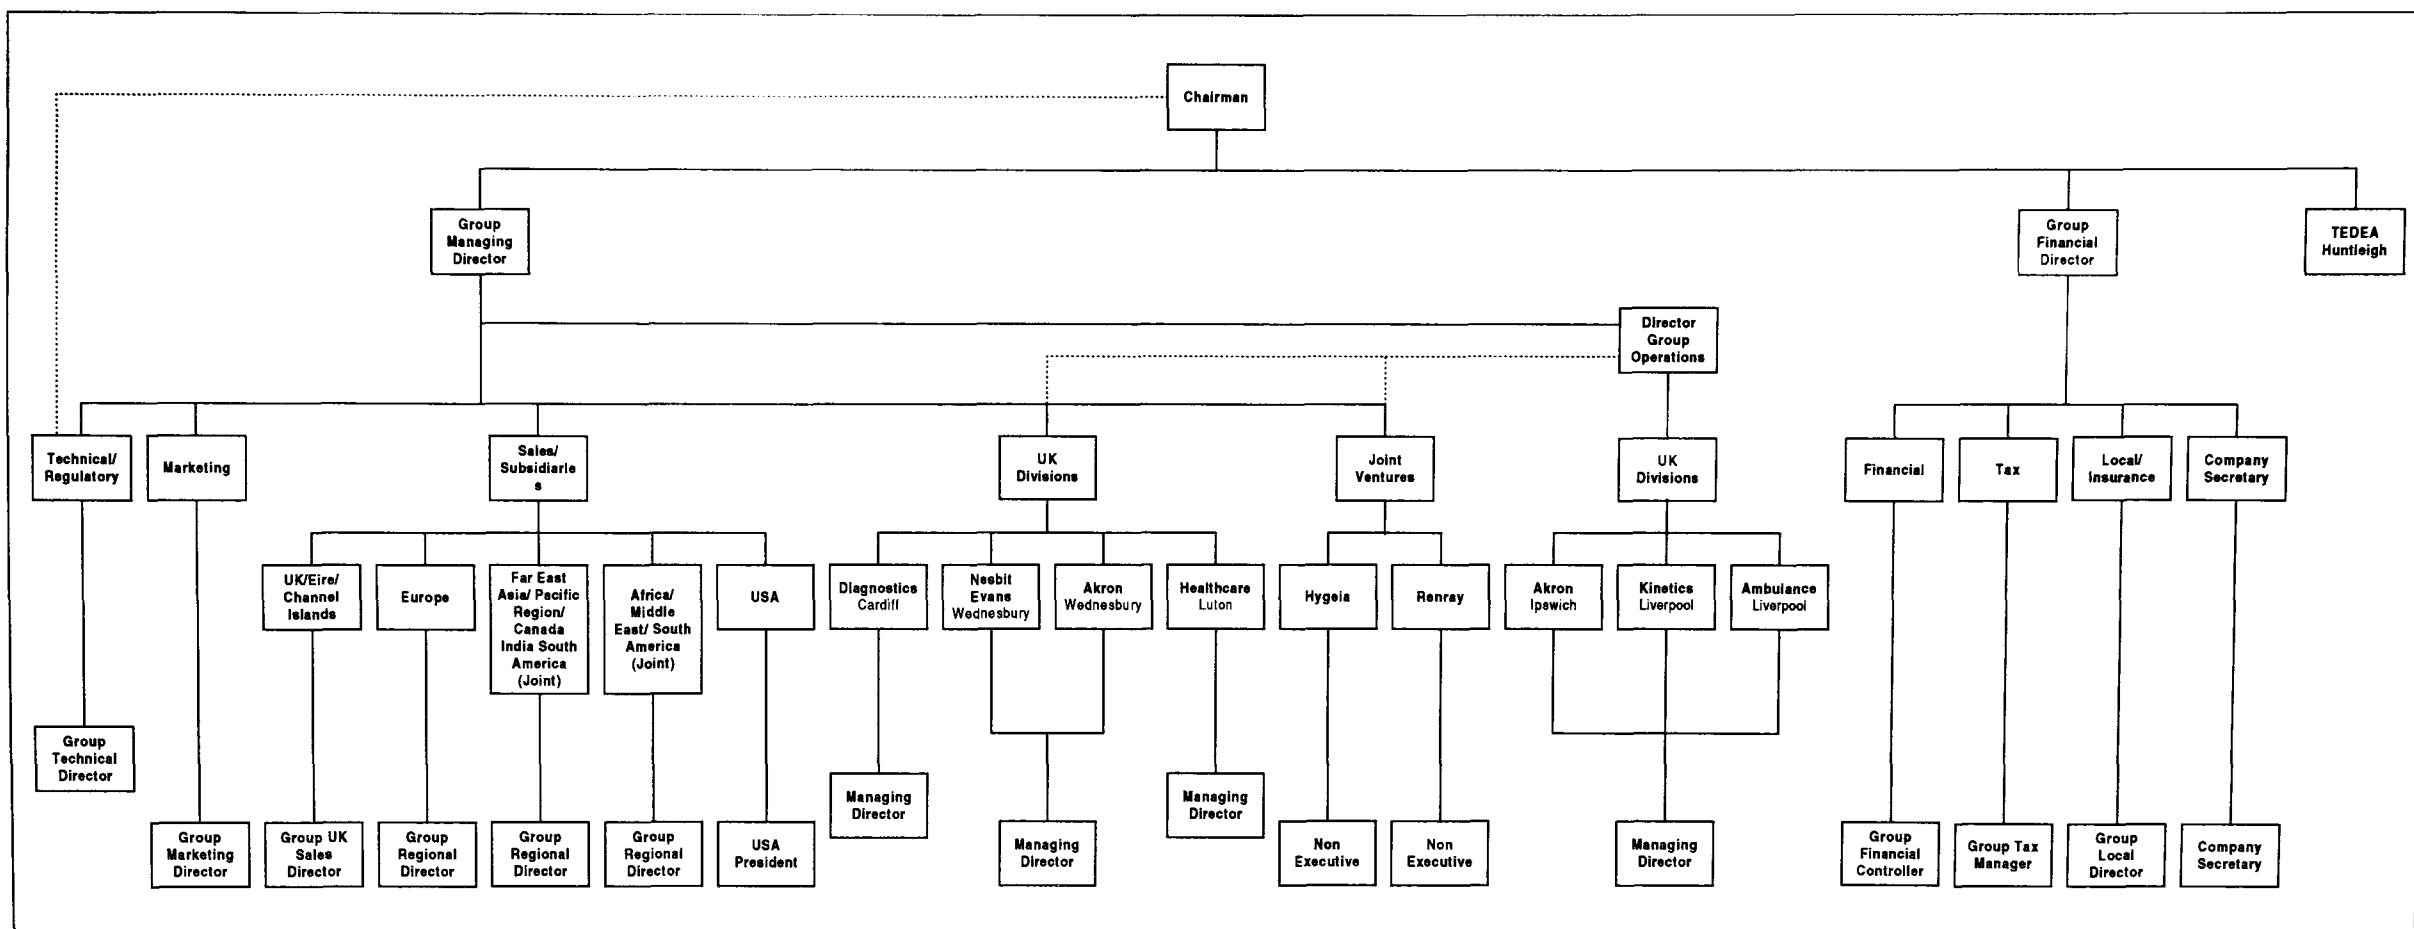 Chairman
Group
Managing
Director
Group
Financial
Director
TEDEA
Huntleigh
Director
Group
Operations
Technical/
Regulatory
Marketing
Sales/
Subsidiarie
s
UK
Divisions
Joint
Ventures
UK
Divisions
Financial
Tax
Local/
Insurance
Company
Secretary
UK/Eire/
Channel
Islands
Europe
Far East
Asia/ Pacific
Region/
Canada
India South
America
(Joint)
Africa/
Middle
East/ South
America
(Joint)
USA
Diagnostics
Cardiff
Nesbit
Evans
Wednesbury
Akron
Wednesbury
Healthcare
Luton
Hygeia
Renray
Akron
Ipswich
Kinetics
Liverpool
Ambulance
Liverpool
Group
Technical
Director
Managing
Director
Managing
Director
Group
Marketing
Director
Group UK
Sales
Director
Group
Regional
Director
Group
Regional
Director
Group
Regional
Director
USA
President
Managing
Director
Non
Executive
Non
Executive
Managing
Director
Group
Financial
Controller
Group Tax
Manager
Group
Local
Director
Company
Secretary